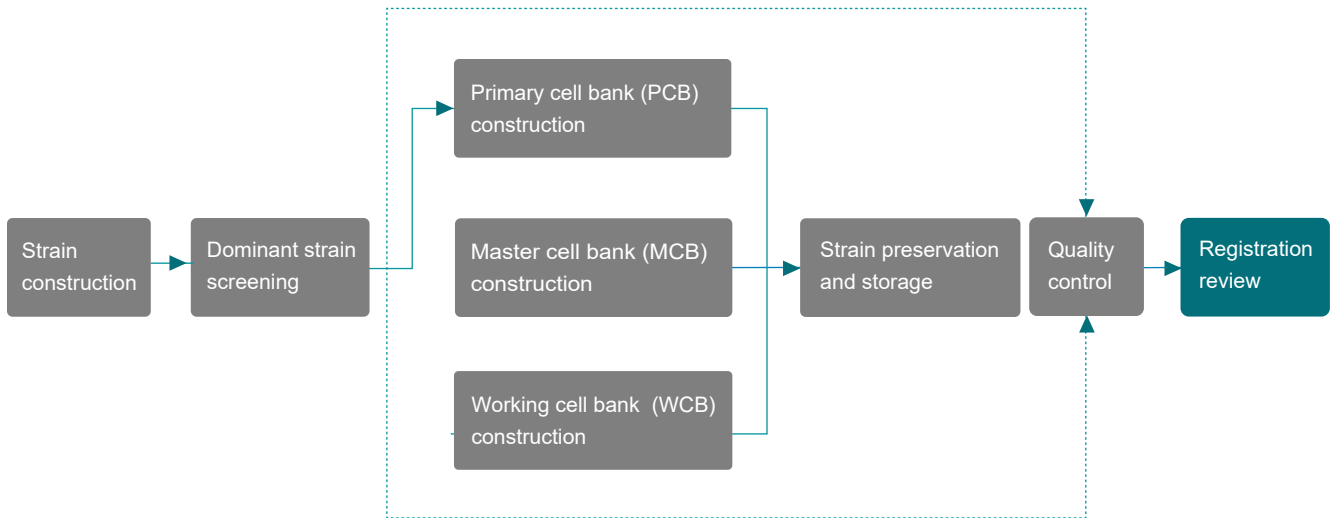 Strain
construction
Dominant strain
screening
Primary cell bank (PCB)
construction
Master cell bank (MCB)
construction
Working cell bank  (WCB)
construction
Strain preservation
and storage
Quality
control
Registration
review